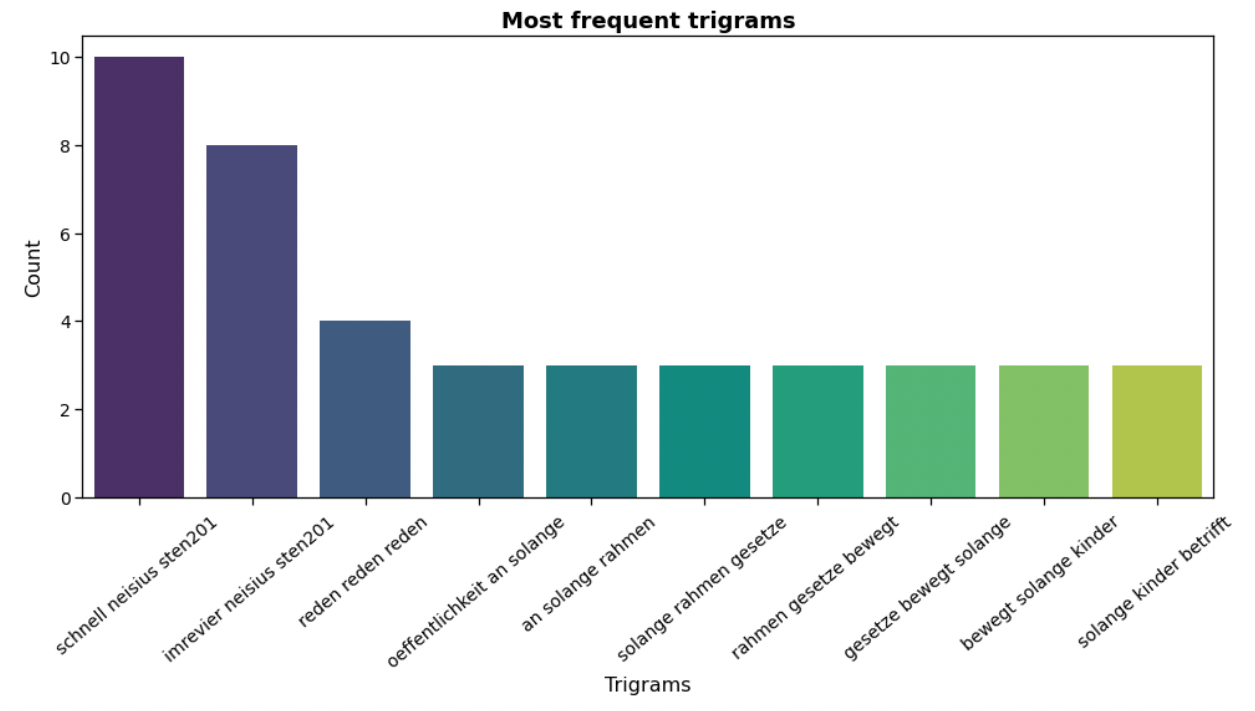 Most frequent trigrams
Count
10
8
6
4
2
0
schnell neisius sten201
imrevier neisius sten201
reden reden reden
oeffentlichkeit an solange
an solange rahmen
solange rahmen gesetze
rahmen gesetze bewegt
gesetze bewegt solange
bewegt solange kinder
solange kinder betrifft
Trigrams